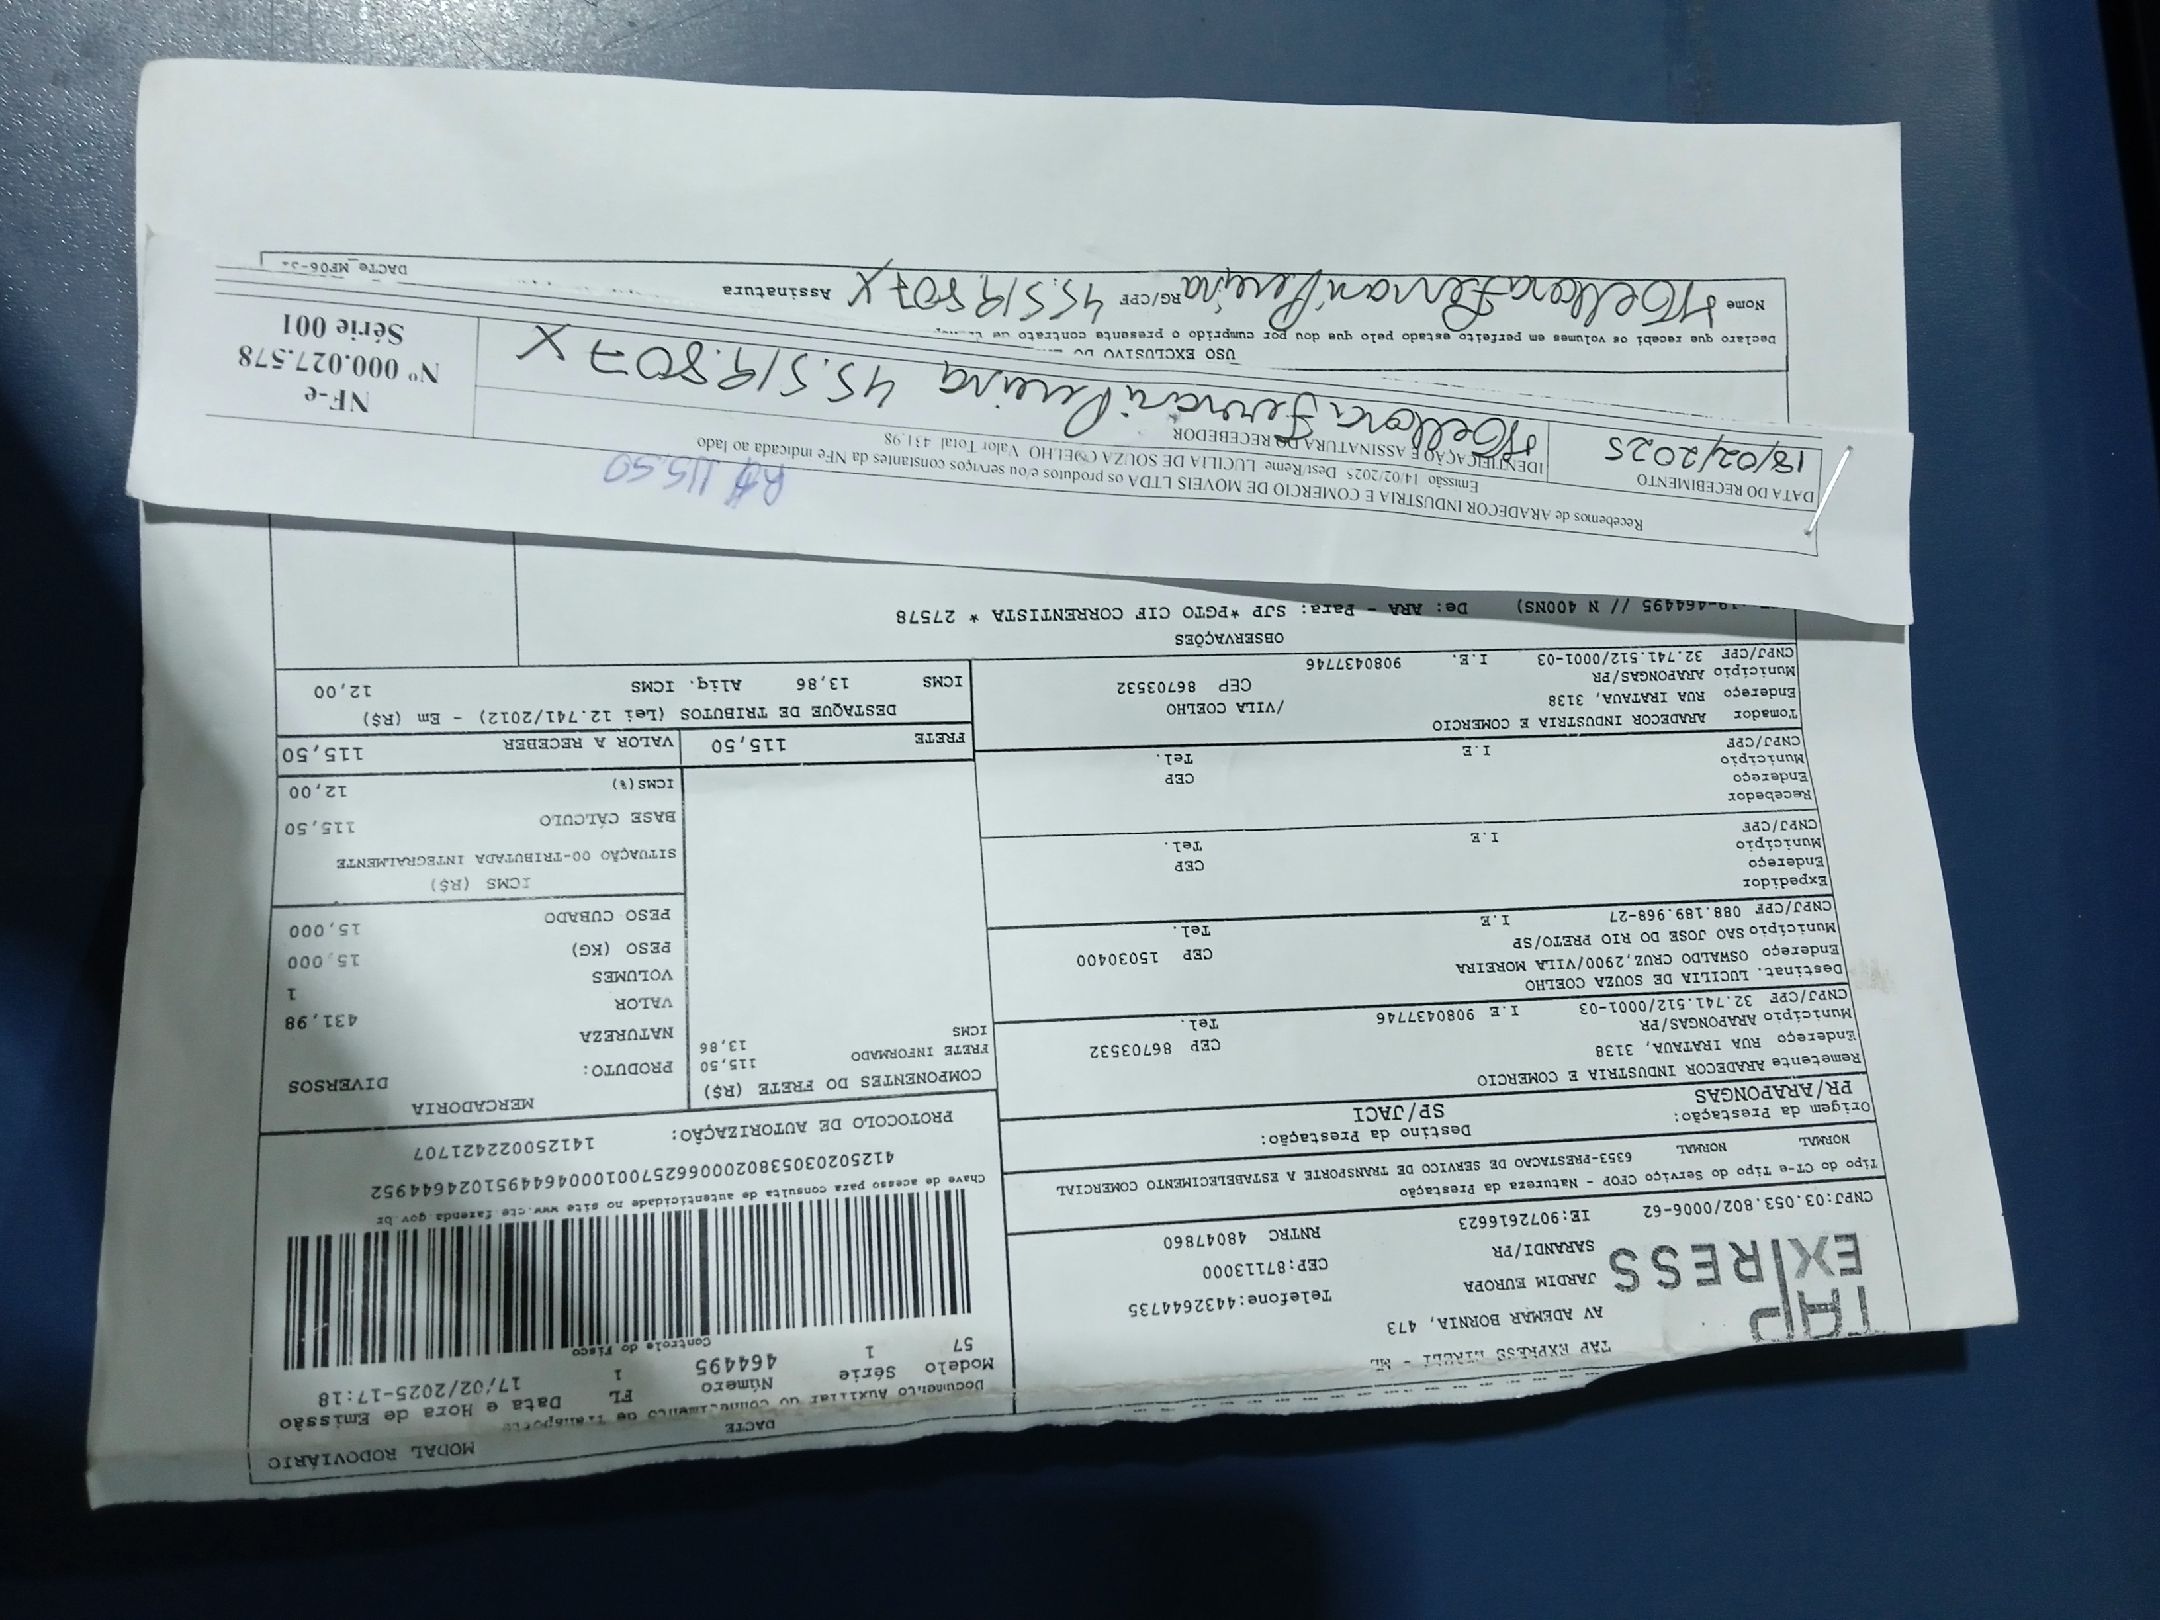 DACTE
MODAL RODOVIÁRIO
Documento Auxiliar do Conhecimento de Transporte
Modelo Série Número FL Data e Hora de Emissão
57 1 464495 1 17/02/2025-17:18
Controle do Fisco
TAP EXPRESS
TAP EXPRESS EIRELI - ME
AV ADEMAR BORNIA, 473
JARDIM EUROPA
SARANDI/PR
Telefone:4432644735
CEP:87113000
RNTRC 48047860
CNPJ:03.053.802/0006-62 IE:9072616623
Chave de acesso para consulta de autenticidade no site www.cte.fazenda.gov.br
41250203053802000662570010004644951024644952
PROTOCOLO DE AUTORIZAÇÃO: 141250022421707
Tipo do CT-e Tipo do Serviço CFOP - Natureza da Prestação
NORMAL NORMAL 6353-PRESTACAO DE SERVICO DE TRANSPORTE A ESTABELECIMENTO COMERCIAL
Origem da Prestação: Destino da Prestação:
PR/ARAPONGAS SP/JACI
Remetente ARADECOR INDUSTRIA E COMERCIO
Endereço RUA IRATAUA, 3138
Município ARAPONGAS/PR CEP 86703532
CNPJ/CPF 32.741.512/0001-03 I.E 9080437746 Tel.
Destinat. LUCILIA DE SOUZA COELHO
Endereço OSWALDO CRUZ,2900/VILA MOREIRA
Município SAO JOSE DO RIO PRETO/SP CEP 15030400
CNPJ/CPF 088.189.968-27 I.E Tel.
Expedidor
Endereço
Município CEP
CNPJ/CPF I.E Tel.
Recebedor
Endereço
Município CEP
CNPJ/CPF I.E Tel.
Tomador ARADECOR INDUSTRIA E COMERCIO
Endereço RUA IRATAUA, 3138 /VILA COELHO
Município ARAPONGAS/PR CEP 86703532
CNPJ/CPF 32.741.512/0001-03 I.E. 9080437746
COMPONENTES DO FRETE (R$)
FRETE INFORMADO 115,50
ICMS 13,86
MERCADORIA
PRODUTO: DIVERSOS
NATUREZA
VALOR 431,98
VOLUMES 1
PESO (KG) 15,000
PESO CUBADO 15,000
ICMS (R$)
SITUAÇÃO 00-TRIBUTADA INTEGRALMENTE
BASE CÁLCULO 115,50
ICMS(%) 12,00
FRETE 115,50 VALOR A RECEBER 115,50
DESTAQUE DE TRIBUTOS (Lei 12.741/2012) - Em (R$)
ICMS 13,86 Aliq. ICMS 12,00
OBSERVAÇÕES
19-464495 // N 400NS) De: ARA - Para: SJP *PGTO CIF CORRENTISTA * 27578
Recebemos de ARADECOR INDUSTRIA E COMERCIO DE MOVEIS LTDA os produtos e/ou serviços constantes da NFe indicada ao lado
Emissão 14/02/2025 Dest/Reme LUCILIA DE SOUZA COELHO Valor Total 431,98
R$ 115,50
DATA DO RECEBIMENTO
18/02/2025
IDENTIFICAÇÃO E ASSINATURA DO RECEBEDOR
Ferrari Pereira 45.519.807 X
NF-e
Nº 000.027.578
Série 001
USO EXCLUSIVO DO
Declaro que recebi os volumes em perfeito estado pelo que dou por cumprido o presente contrato de
Nome Ferrari Pereira RG/CPF 45.519.807X Assinatura
DACTe_MF06-